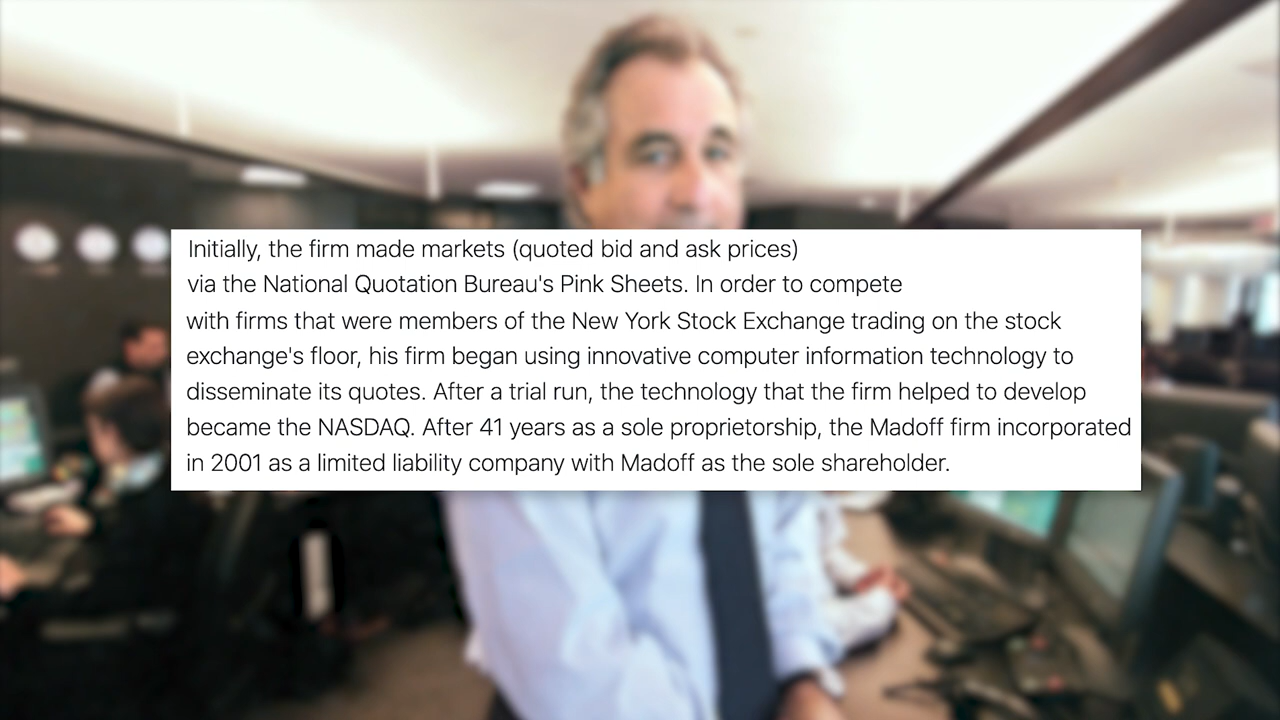 Initially, the firm made markets (quoted bid and ask prices)
via the National Quotation Bureau's Pink Sheets. In order to compete
with firms that were members of the New York Stock Exchange trading on the stock
exchange's floor, his firm began using innovative computer information technology to
disseminate its quotes. After a trial run, the technology that the firm helped to develop
became the NASDAQ. After 41 years as a sole proprietorship, the Madoff firm incorporated
in 2001 as a limited liability company with Madoff as the sole shareholder.